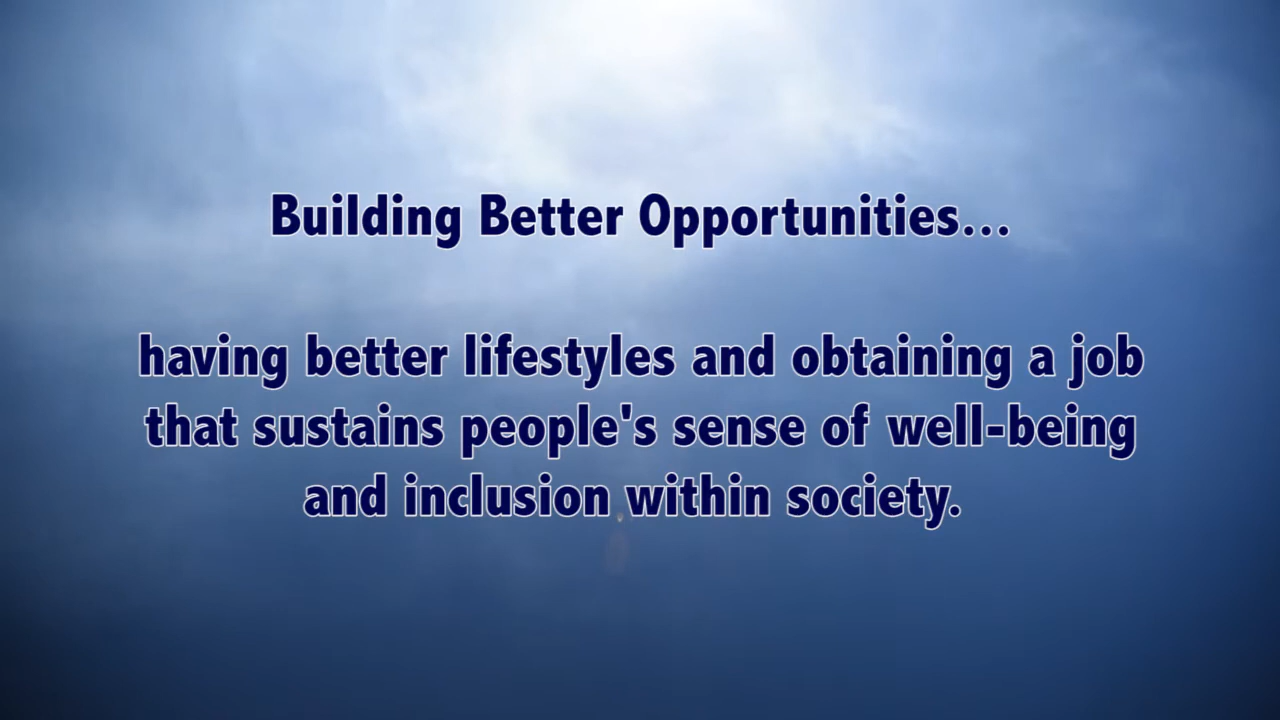 Building Better Opportunities...
having better lifestyles and obtaining a job
that sustains people's sense of well-being
and inclusion within society.